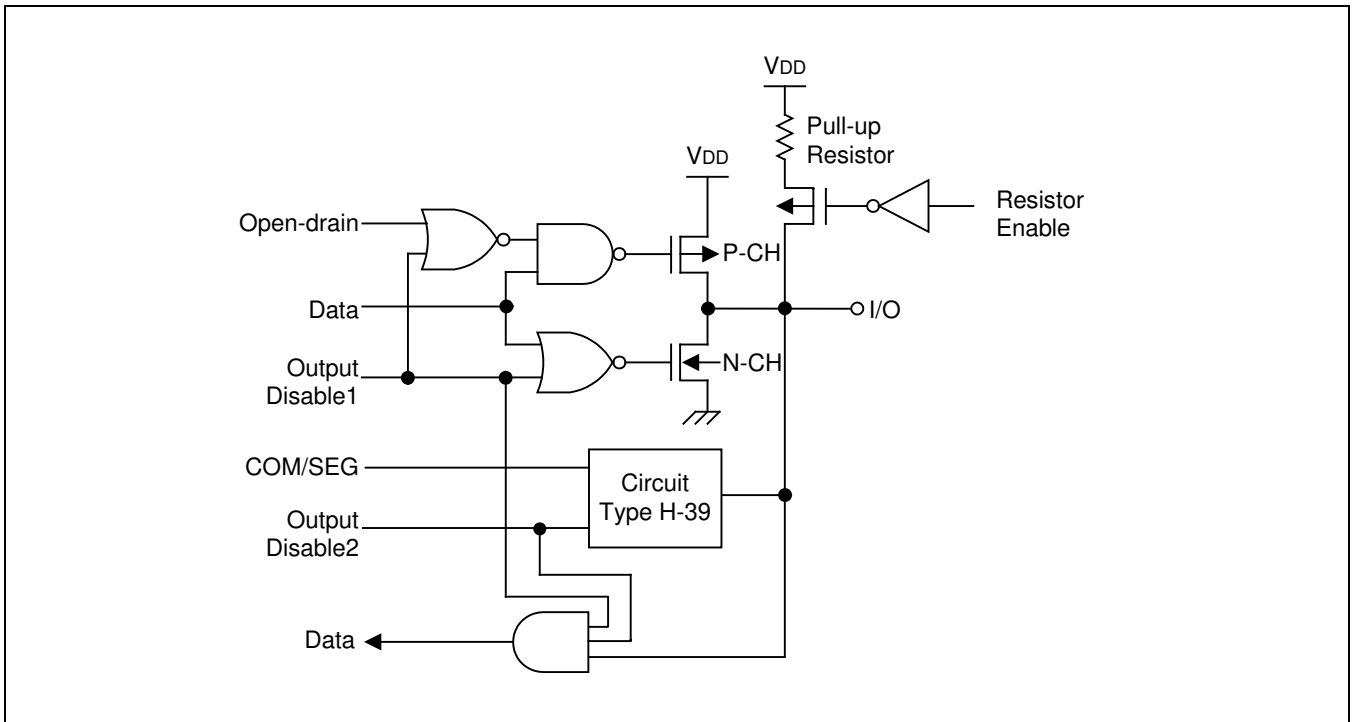 VDD
Pull-up
Resistor
VDD
Resistor
Enable
Open-drain
P-CH
Data
I/O
Output
Disable1
N-CH
COM/SEG
Circuit
Type H-39
Output
Disable2
Data